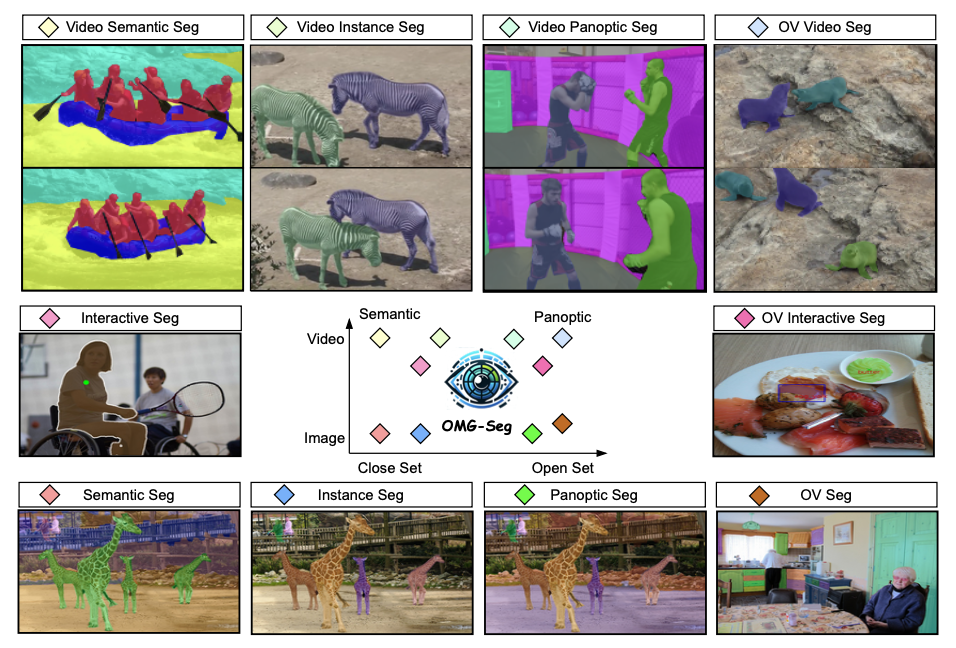 Video Semantic Seg
Video Instance Seg
Video Panoptic Seg
OV Video Seg
Interactive Seg
OV Interactive Seg
Semantic
Panoptic
Video
Image
OMG-Seg
Close Set
Open Set
butter
Semantic Seg
Instance Seg
Panoptic Seg
OV Seg